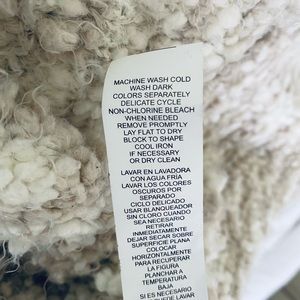 MACHINE WASH COLD
WASH DARK
COLORS SEPARATELY
DELICATE CYCLE
NON-CHLORINE BLEACH
WHEN NEEDED
REMOVE PROMPTLY
LAY FLAT TO DRY
BLOCK TO SHAPE
COOL IRON
IF NECESSARY
OR DRY CLEAN
LAVAR EN LAVADORA
CON AGUA FRÍA
LAVAR LOS COLORES
OSCUROS POR
SEPARADO
CICLO DELICADO
USAR BLANQUEADOR
SIN CLORO CUANDO
SEA NECESARIO
RETIRAR
INMEDIATAMENTE
DEJAR SECAR SOBRE
SUPERFICIE PLANA
COLOCAR
HORIZONTALMENTE
PARA RECUPERAR
LA FIGURA
PLANCHAR A
TEMPERATURA
BAJA
SI ES NECESARIO
PUEDE LAVAR